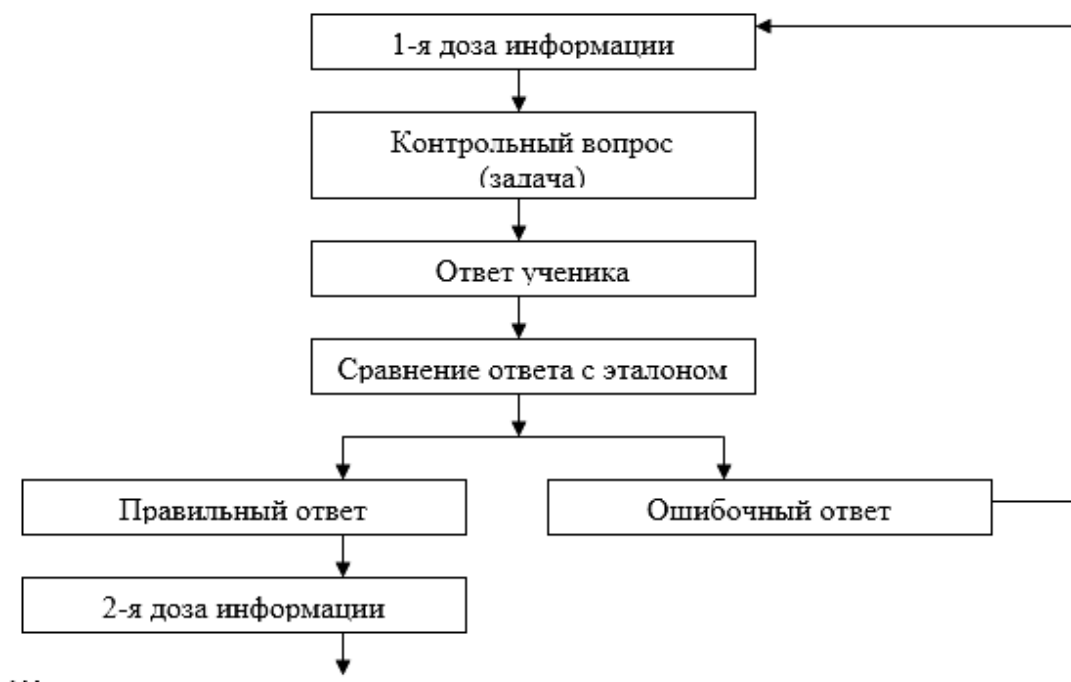 1-я доза информации
Контрольный вопрос
(задача)
Ответ ученика
Сравнение ответа с эталоном
Правильный ответ
Ошибочный ответ
2-я доза информации
...